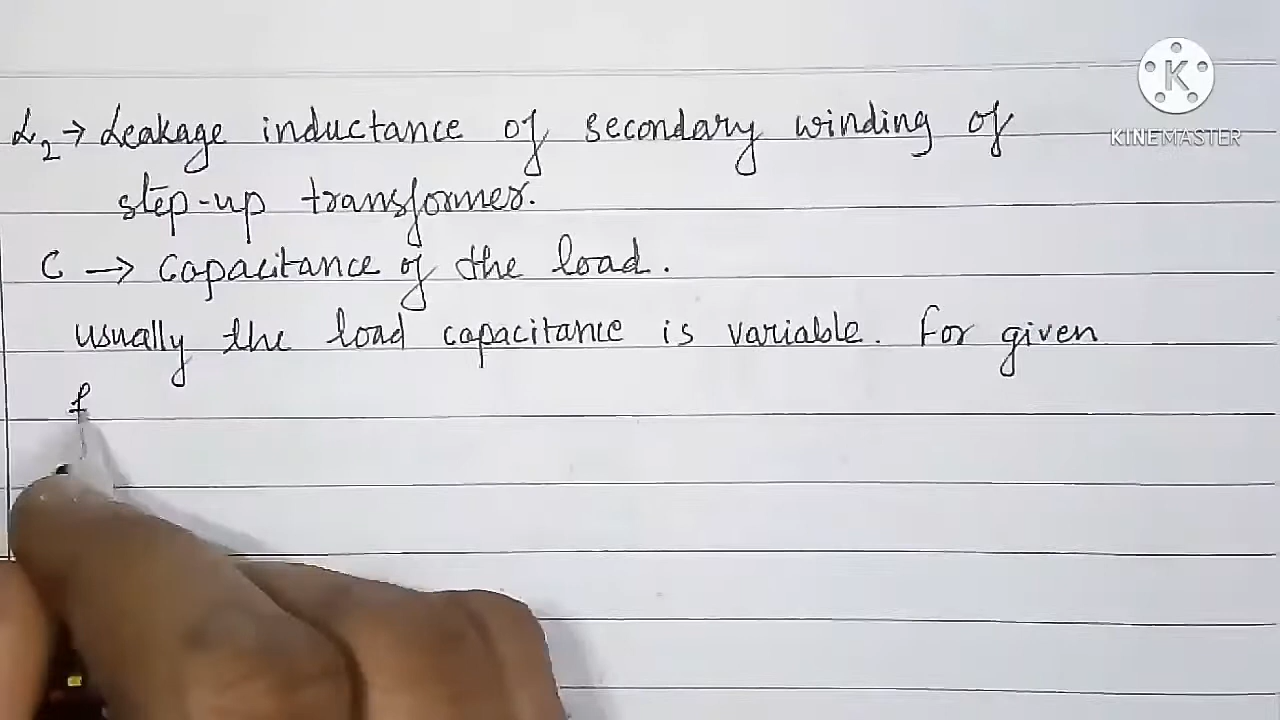 L2 → Leakage inductance of secondary winding of
step-up transformer.
C → Capacitance of the load.
usually the load capacitance is variable. For given
f
K
KINEMASTER